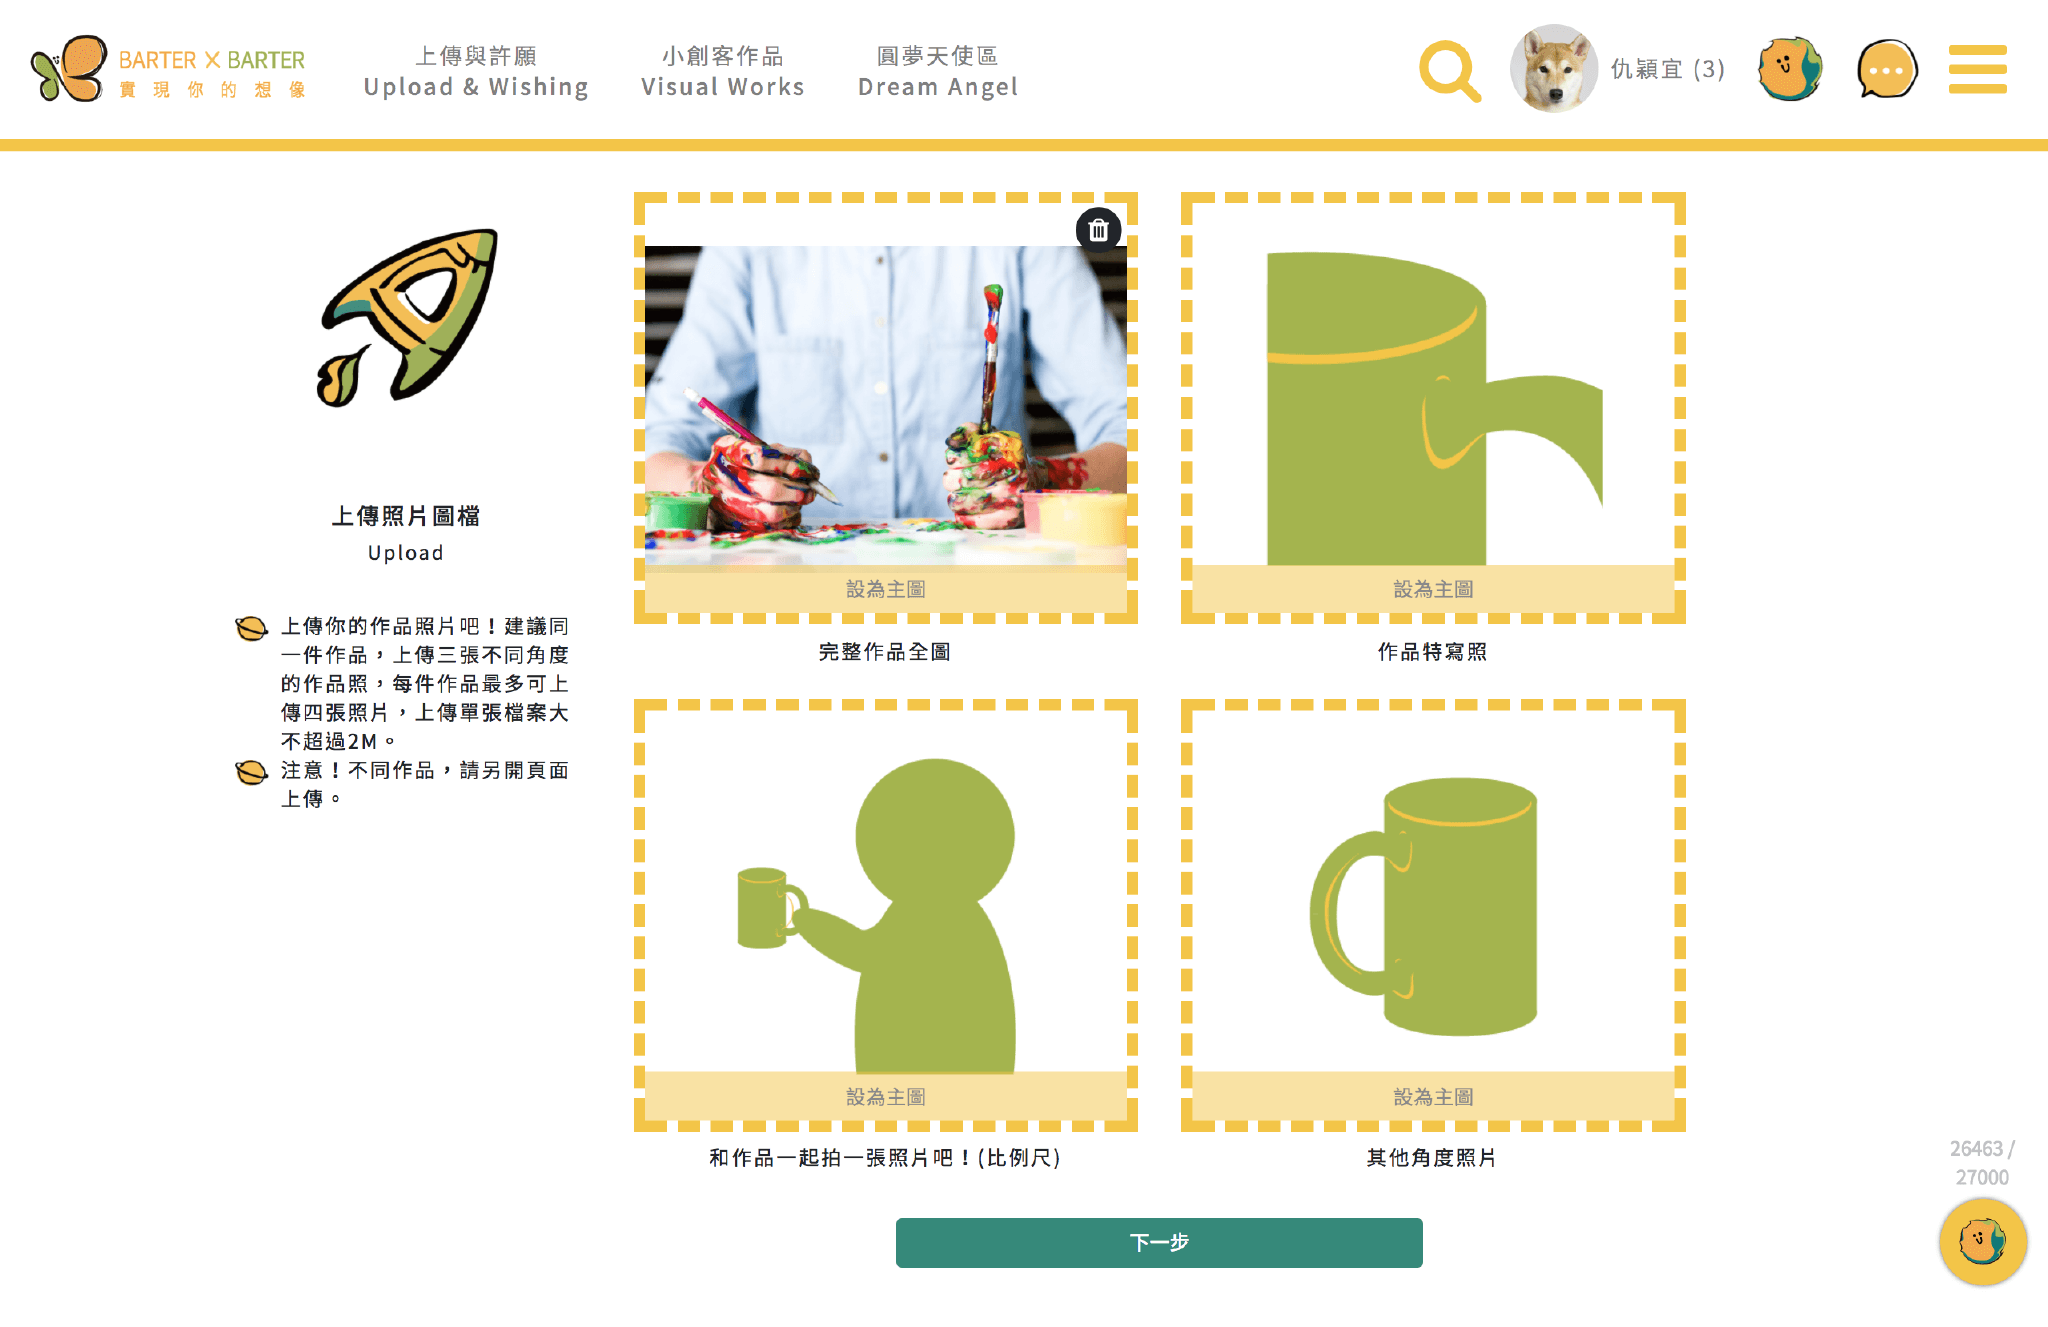 BARTER X BARTER
實現你的想像
上傳與許願
Upload & Wishing
小創客作品
Visual Works
圓夢天使區
Dream Angel
仇穎宜 (3)
上傳照片圖檔
Upload
上傳你的作品照片吧！建議同
一件作品，上傳三張不同角度
的作品照，每件作品最多可上
傳四張照片，上傳單張檔案大
不超過2M。
注意！不同作品，請另開頁面
上傳。
設為主圖
完整作品全圖
設為主圖
作品特寫照
設為主圖
和作品一起拍一張照片吧！(比例尺)
設為主圖
其他角度照片
下一步
26463 /
27000